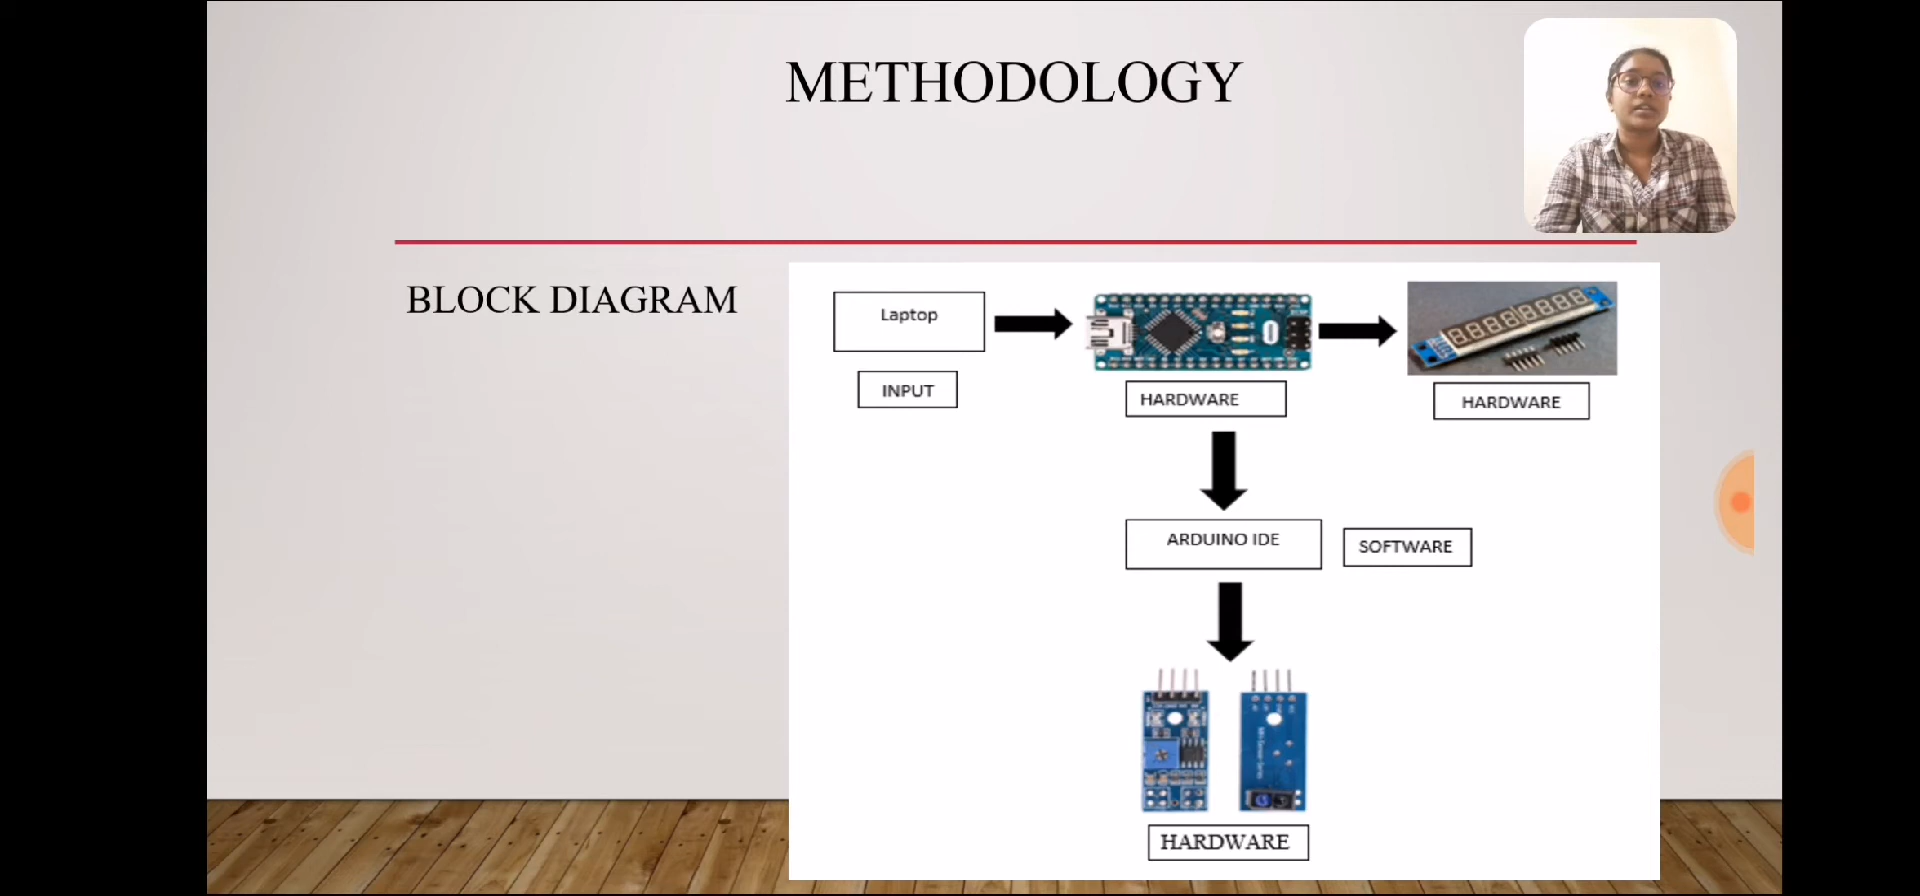 METHODOLOGY
BLOCK DIAGRAM
Laptop
INPUT
HARDWARE
HARDWARE
ARDUINO IDE
SOFTWARE
HARDWARE